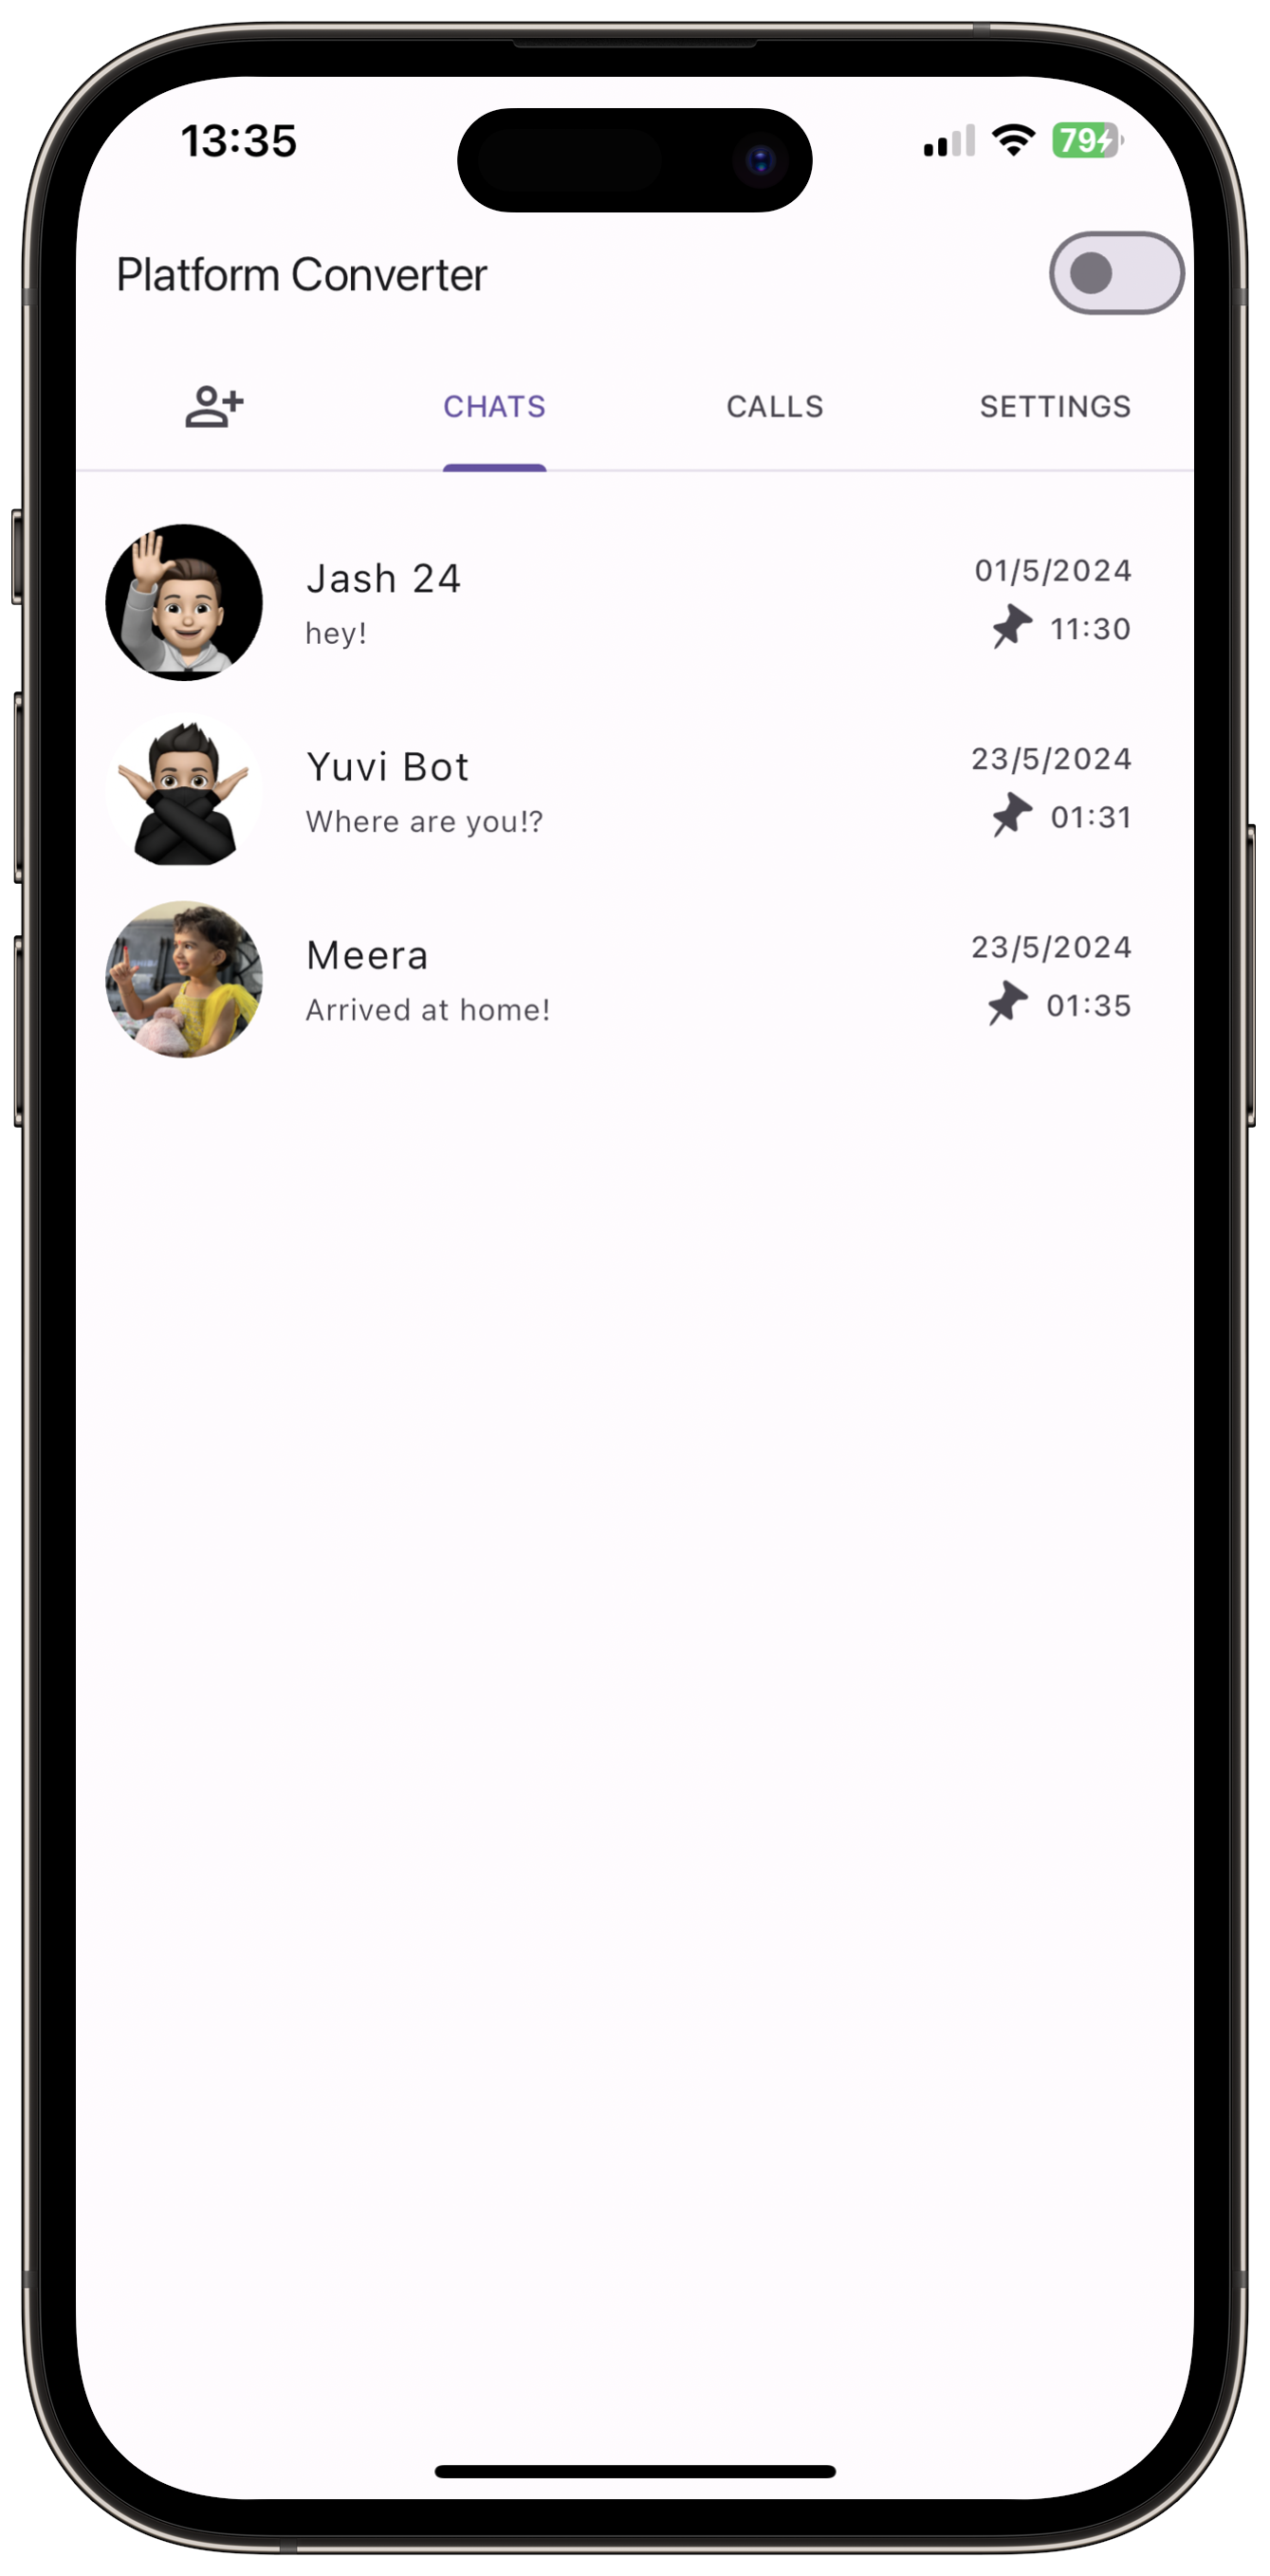 13:35
79
Platform Converter
CHATS CALLS SETTINGS
Jash 24
01/5/2024
hey!
11:30
Yuvi Bot
23/5/2024
Where are you!?
01:31
Meera
23/5/2024
Arrived at home!
01:35